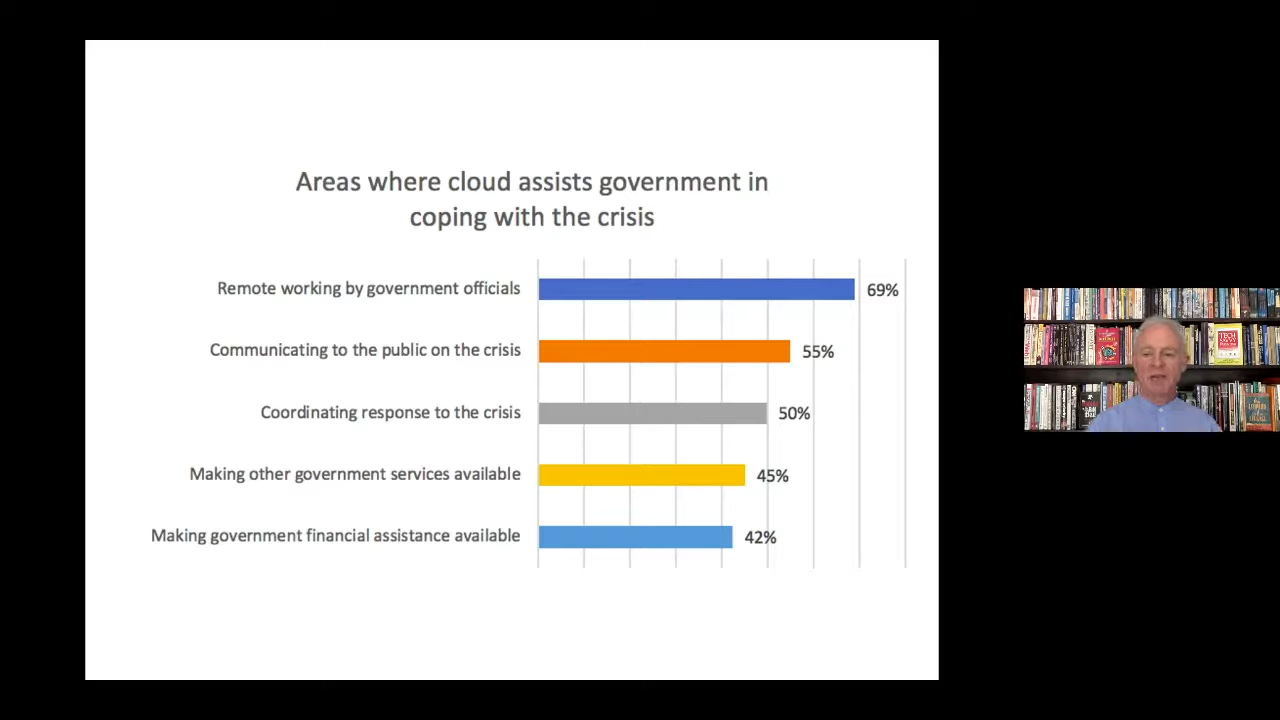 Areas where cloud assists government in
coping with the crisis
Remote working by government officials
69%
Communicating to the public on the crisis
55%
Coordinating response to the crisis
50%
Making other government services available
45%
Making government financial assistance available
42%